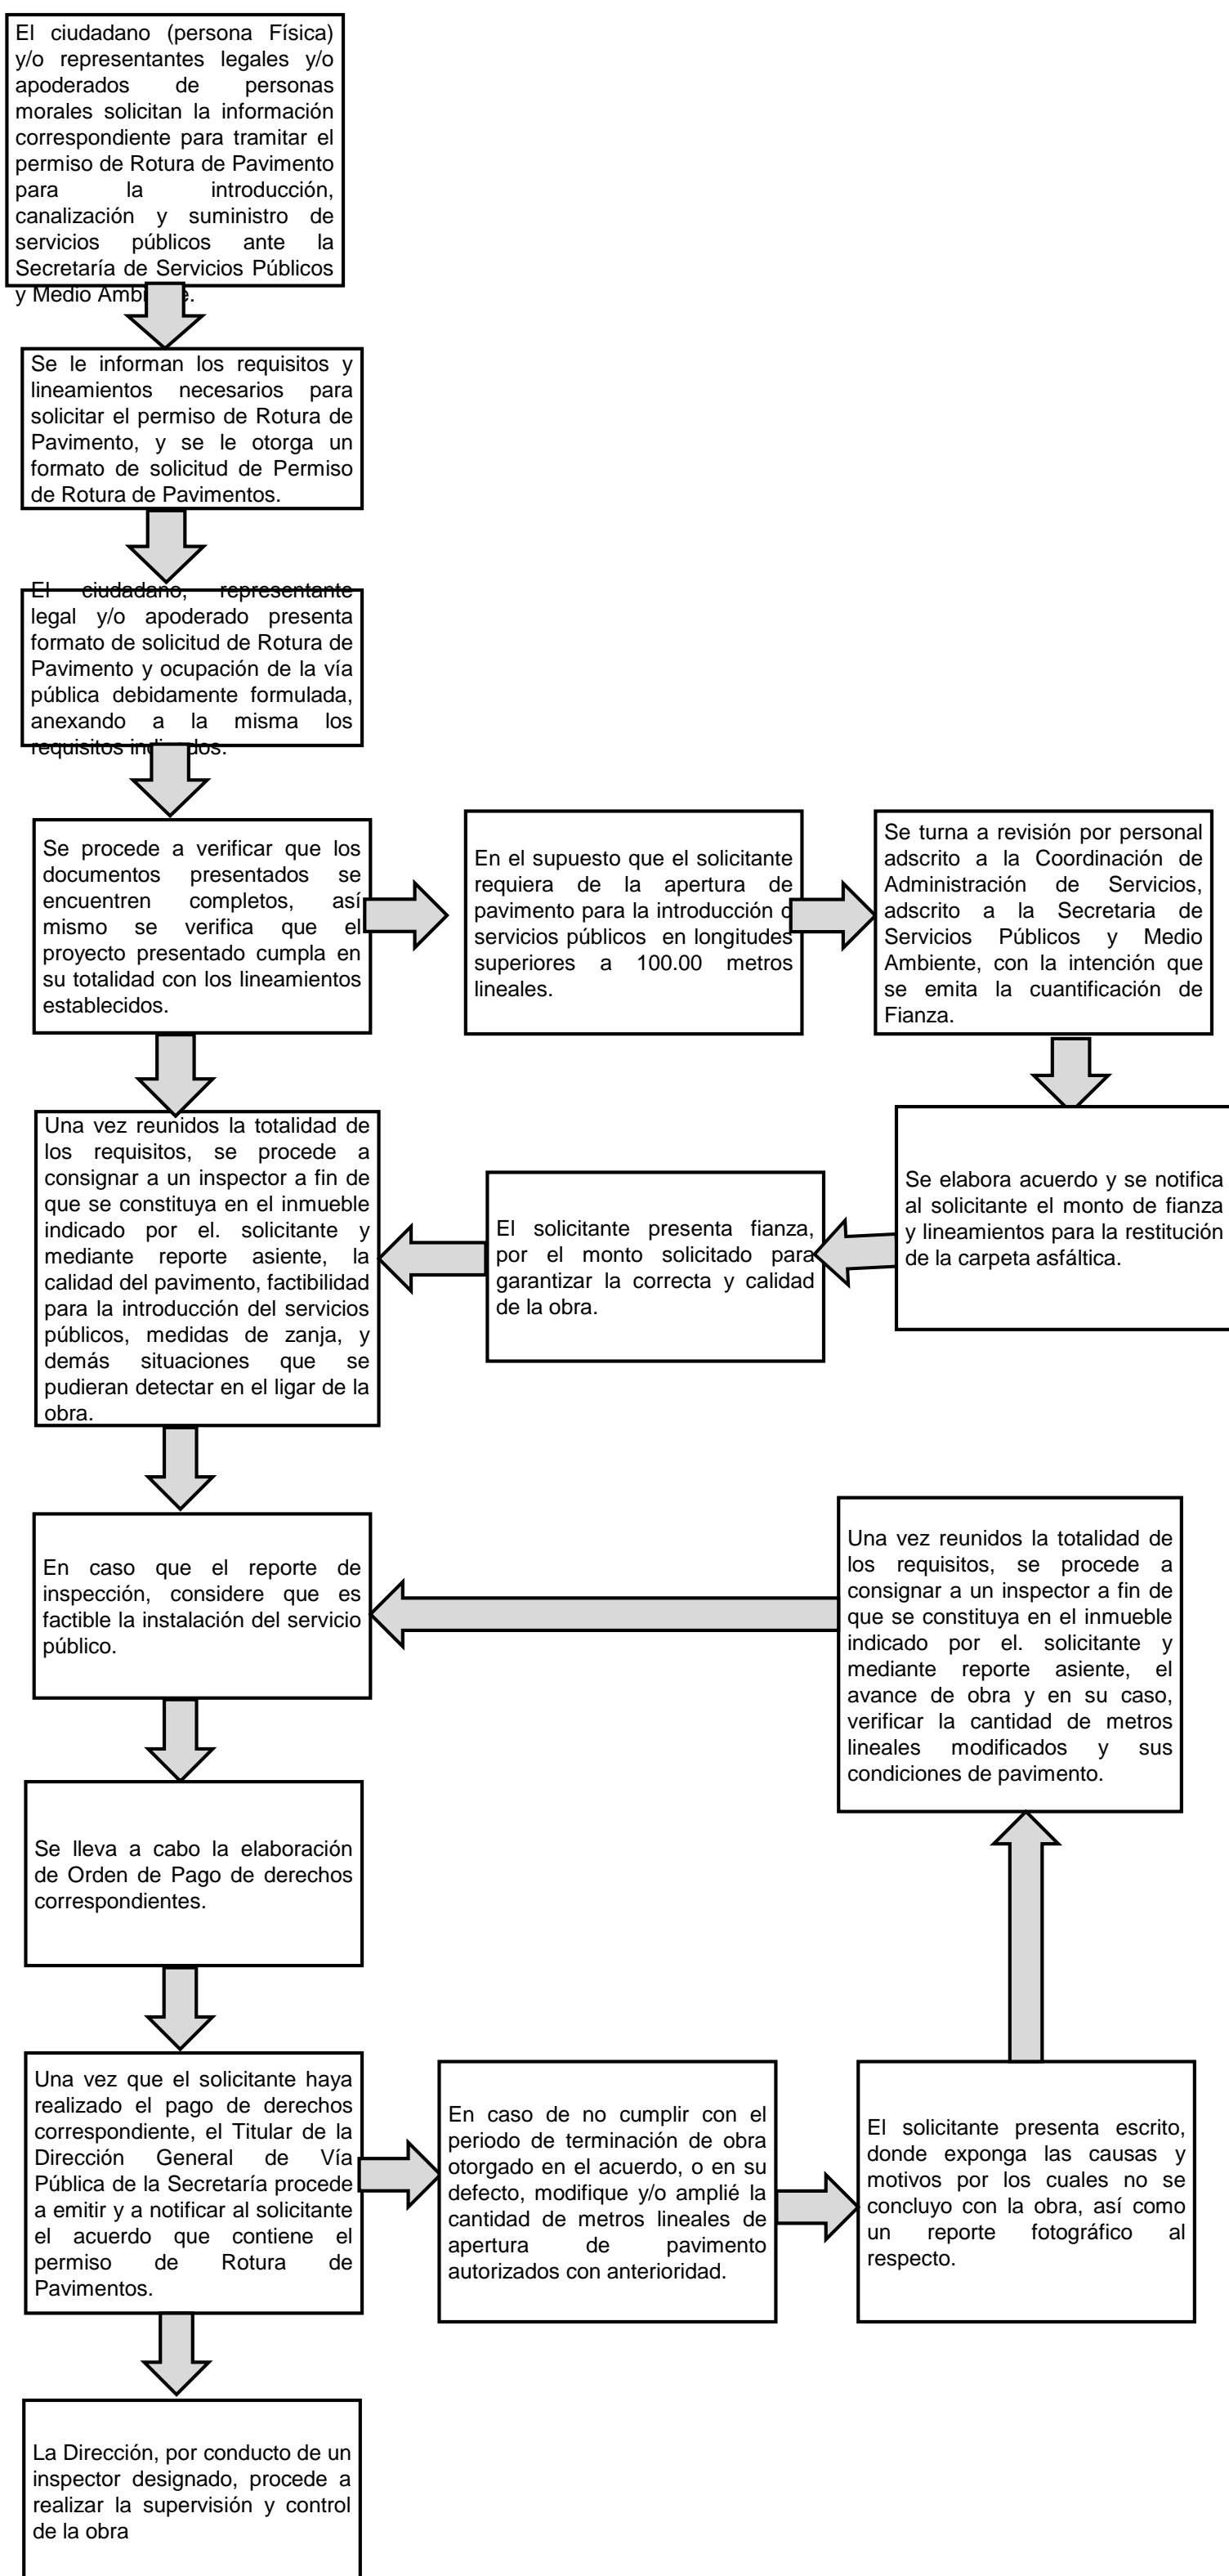 El ciudadano (persona Física)
y/o representantes legales y/o
apoderados de personas
morales solicitan la información
correspondiente para tramitar el
permiso de Rotura de Pavimento
para la introducción,
canalización y suministro de
servicios públicos ante la
Secretaría de Servicios Públicos
y Medio Ambiente.
Se le informan los requisitos y
lineamientos necesarios para
solicitar el permiso de Rotura de
Pavimento, y se le otorga un
formato de solicitud de Permiso
de Rotura de Pavimentos.
El ciudadano, representante
legal y/o apoderado presenta
formato de solicitud de Rotura de
Pavimento y ocupación de la vía
pública debidamente formulada,
anexando a la misma los
requisitos indicados.
Se procede a verificar que los
documentos presentados se
encuentren completos, así
mismo se verifica que el
proyecto presentado cumpla en
su totalidad con los lineamientos
establecidos.
En el supuesto que el solicitante
requiera de la apertura de
pavimento para la introducción
servicios públicos en longitudes
superiores a 100.00 metros
lineales.
Se turna a revisión por personal
adscrito a la Coordinación de
Administración de Servicios,
adscrito a la Secretaria de
Servicios Públicos y Medio
Ambiente, con la intención que
se emita la cuantificación de
Fianza.
Se elabora acuerdo y se notifica
al solicitante el monto de fianza
y lineamientos para la restitución
de la carpeta asfáltica.
El solicitante presenta fianza,
por el monto solicitado para
garantizar la correcta y calidad
de la obra.
Una vez reunidos la totalidad de
los requisitos, se procede a
consignar a un inspector a fin de
que se constituya en el inmueble
indicado por el. solicitante y
mediante reporte asiente, la
calidad del pavimento, factibilidad
para la introducción del servicios
públicos, medidas de zanja, y
demás situaciones que se
pudieran detectar en el ligar de la
obra.
En caso que el reporte de
inspección, considere que es
factible la instalación del servicio
público.
Se lleva a cabo la elaboración
de Orden de Pago de derechos
correspondientes.
Una vez que el solicitante haya
realizado el pago de derechos
correspondiente, el Titular de la
Dirección General de Vía
Pública de la Secretaría procede
a emitir y a notificar al solicitante
el acuerdo que contiene el
permiso de Rotura de
Pavimentos.
En caso de no cumplir con el
periodo de terminación de obra
otorgado en el acuerdo, o en su
defecto, modifique y/o amplié la
cantidad de metros lineales de
apertura de pavimento
autorizados con anterioridad.
El solicitante presenta escrito,
donde exponga las causas y
motivos por los cuales no se
concluyo con la obra, así como
un reporte fotográfico al
respecto.
Una vez reunidos la totalidad de
los requisitos, se procede a
consignar a un inspector a fin de
que se constituya en el inmueble
indicado por el. solicitante y
mediante reporte asiente, el
avance de obra y en su caso,
verificar la cantidad de metros
lineales modificados y sus
condiciones de pavimento.
La Dirección, por conducto de un
inspector designado, procede a
realizar la supervisión y control
de la obra